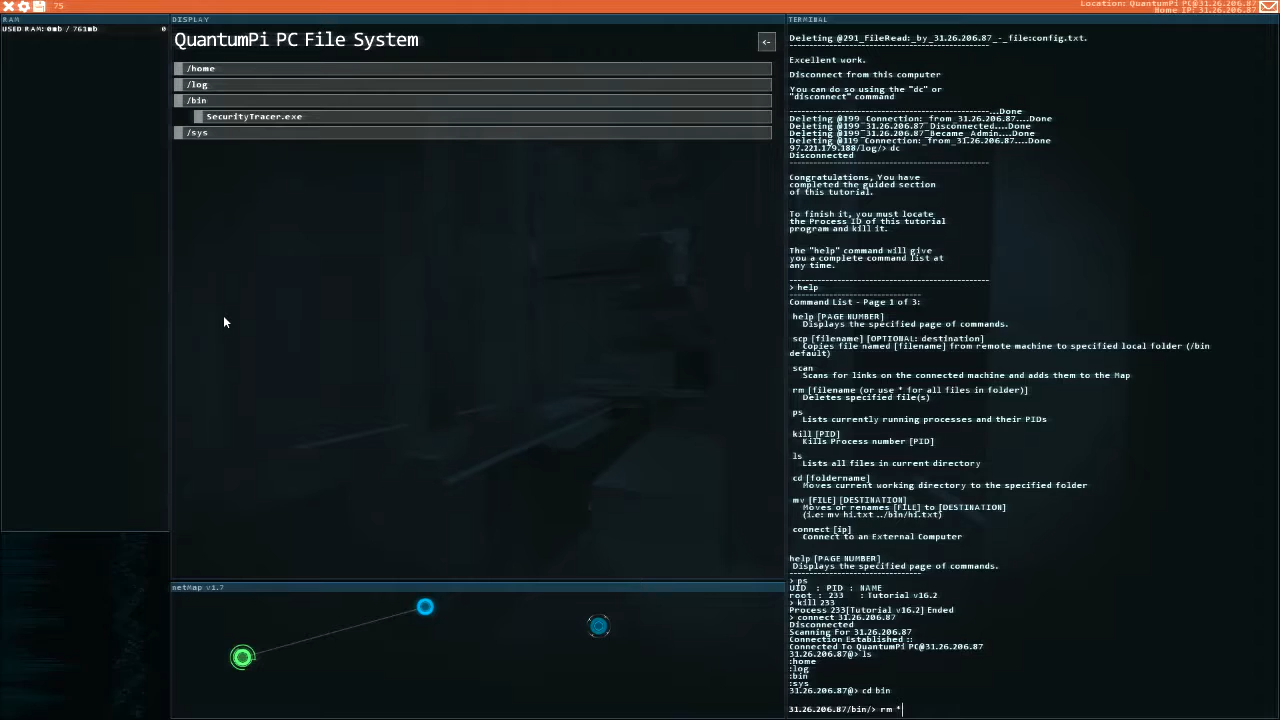 75
Location: QuantumPi PC@31.26.206.87
Home IP: 31.26.206.87
RAM
USED RAM: 0mb / 761mb 0
DISPLAY
QuantumPi PC File System
<-
/home
/log
/bin
SecurityTracer.exe
/sys
netMap v1.7
TERMINAL
Deleting @291_FileRead:_by_31.26.206.87_-_file:config.txt.
--------------------------------------------------
Excellent work.
Disconnect from this computer
You can do so using the "dc" or
"disconnect" command
--------------------------------------------------...Done
Deleting @199_Connection:_from_31.26.206.87....Done
Deleting @199_31.26.206.87_Disconnected....Done
Deleting @199_31.26.206.87_Became_Admin....Done
Deleting @119_Connection:_from_31.26.206.87....Done
97.221.179.188/log/> dc
Disconnected
--------------------------------------------------
Congratulations, You have
completed the guided section
of this tutorial.
To finish it, you must locate
the Process ID of this tutorial
program and kill it.
The "help" command will give
you a complete command list at
any time.
--------------------------------------------------
> help
---------------------------------
Command List - Page 1 of 3:
help [PAGE NUMBER]
Displays the specified page of commands.
scp [filename] [OPTIONAL: destination]
Copies file named [filename] from remote machine to specified local folder (/bin
default)
scan
Scans for links on the connected machine and adds them to the Map
rm [filename (or use * for all files in folder)]
Deletes specified file(s)
ps
Lists currently running processes and their PIDs
kill [PID]
Kills Process number [PID]
ls
Lists all files in current directory
cd [foldername]
Moves current working directory to the specified folder
mv [FILE] [DESTINATION]
Moves or renames [FILE] to [DESTINATION]
(i.e: mv hi.txt ../bin/hi.txt)
connect [ip]
Connect to an External Computer
help [PAGE NUMBER]
Displays the specified page of commands.
---------------------------------
> ps
UID : PID : NAME
root : 233 : Tutorial v16.2
> kill 233
Process 233[Tutorial v16.2] Ended
> connect 31.26.206.87
Disconnected
Scanning For 31.26.206.87
Connection Established ::
Connected To QuantumPi PC@31.26.206.87
31.26.206.87@> ls
:home
:log
:bin
:sys
31.26.206.87@> cd bin
31.26.206.87/bin/> rm *